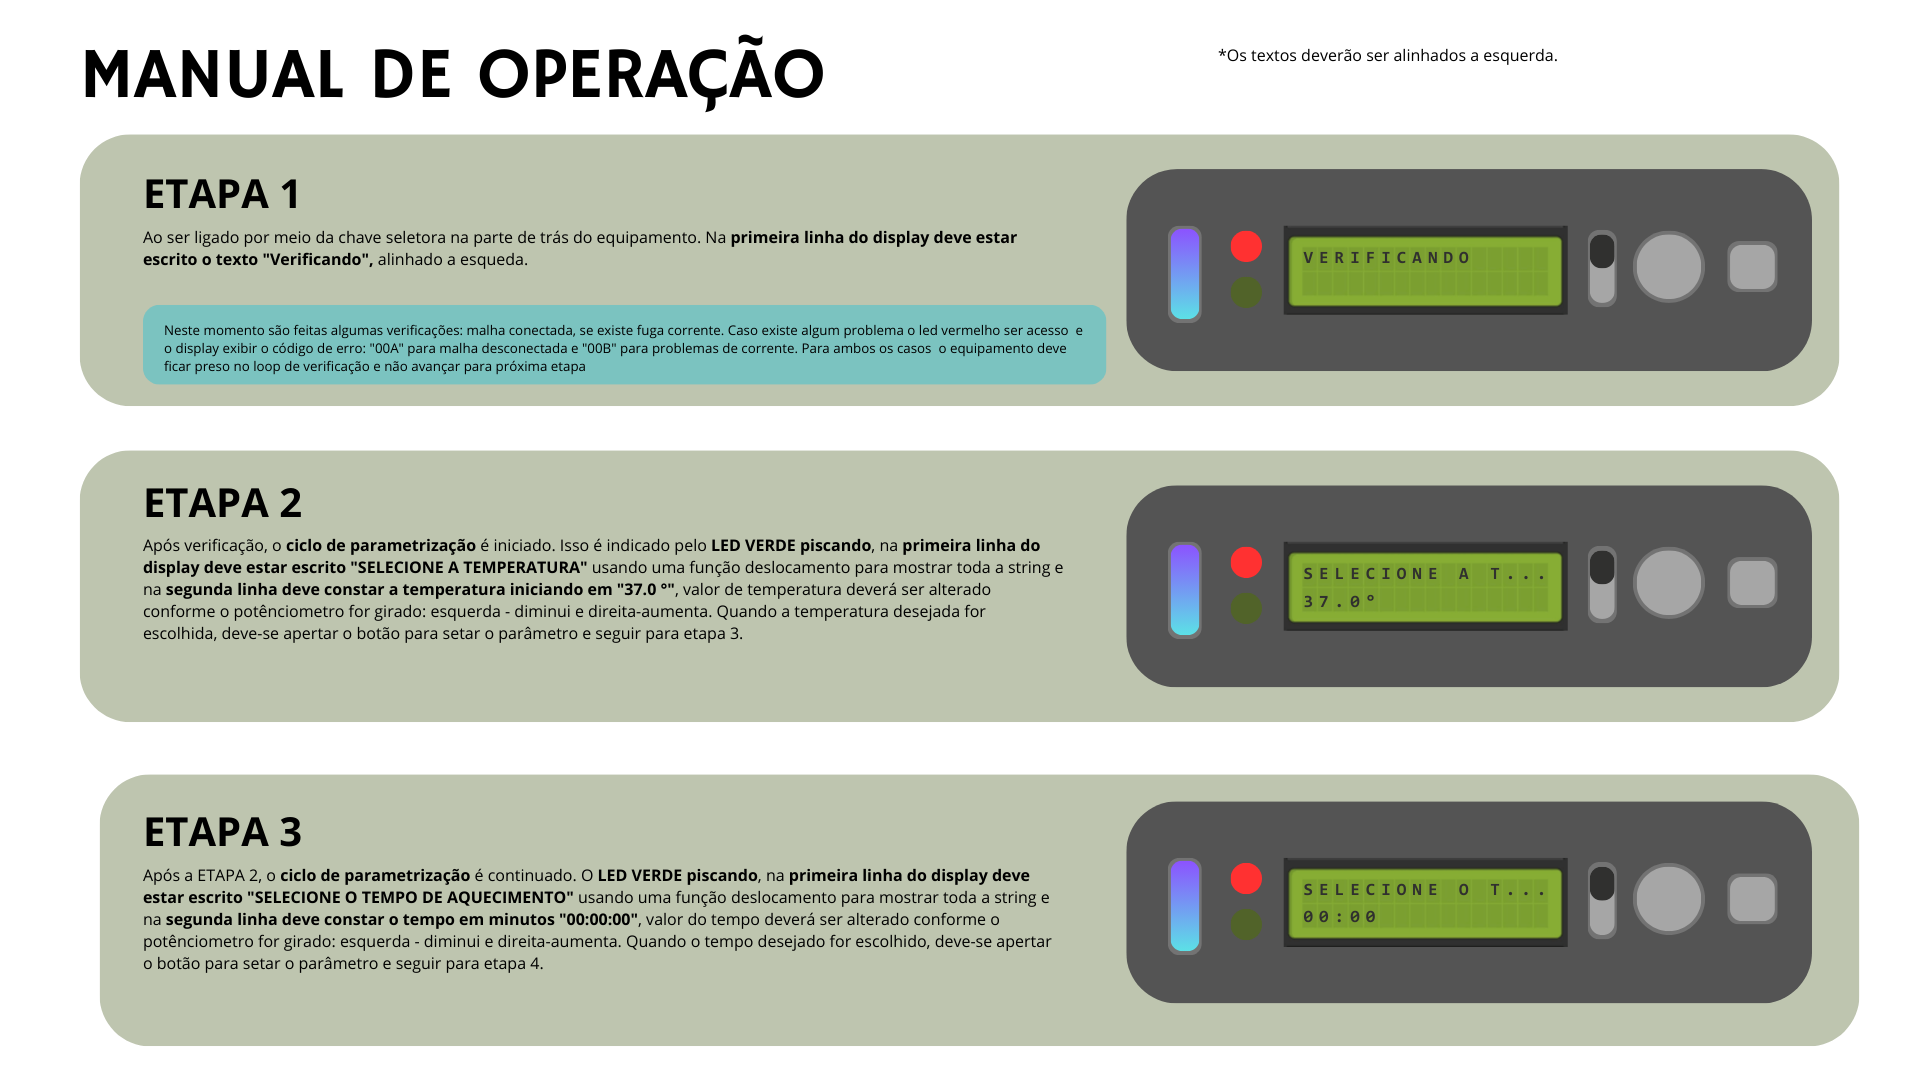 MANUAL DE OPERAÇÃO
*Os textos deverão ser alinhados a esquerda.
ETAPA 1
Ao ser ligado por meio da chave seletora na parte de trás do equipamento. Na primeira linha do display deve estar
escrito o texto "Verificando", alinhado a esqueda.
Neste momento são feitas algumas verificações: malha conectada, se existe fuga corrente. Caso existe algum problema o led vermelho ser acesso  e
o display exibir o código de erro: "00A" para malha desconectada e "00B" para problemas de corrente. Para ambos os casos  o equipamento deve
ficar preso no loop de verificação e não avançar para próxima etapa
VERIFICANDO
ETAPA 2
Após verificação, o ciclo de parametrização é iniciado. Isso é indicado pelo LED VERDE piscando, na primeira linha do
display deve estar escrito "SELECIONE A TEMPERATURA" usando uma função deslocamento para mostrar toda a string e
na segunda linha deve constar a temperatura iniciando em "37.0 °", valor de temperatura deverá ser alterado
conforme o potênciometro for girado: esquerda - diminui e direita-aumenta. Quando a temperatura desejada for
escolhida, deve-se apertar o botão para setar o parâmetro e seguir para etapa 3.
SELECIONE A T...
37.0°
ETAPA 3
Após a ETAPA 2, o ciclo de parametrização é continuado. O LED VERDE piscando, na primeira linha do display deve
estar escrito "SELECIONE O TEMPO DE AQUECIMENTO" usando uma função deslocamento para mostrar toda a string e
na segunda linha deve constar o tempo em minutos "00:00:00", valor do tempo deverá ser alterado conforme o
potênciometro for girado: esquerda - diminui e direita-aumenta. Quando o tempo desejado for escolhido, deve-se apertar
o botão para setar o parâmetro e seguir para etapa 4.
SELECIONE O T...
00:00